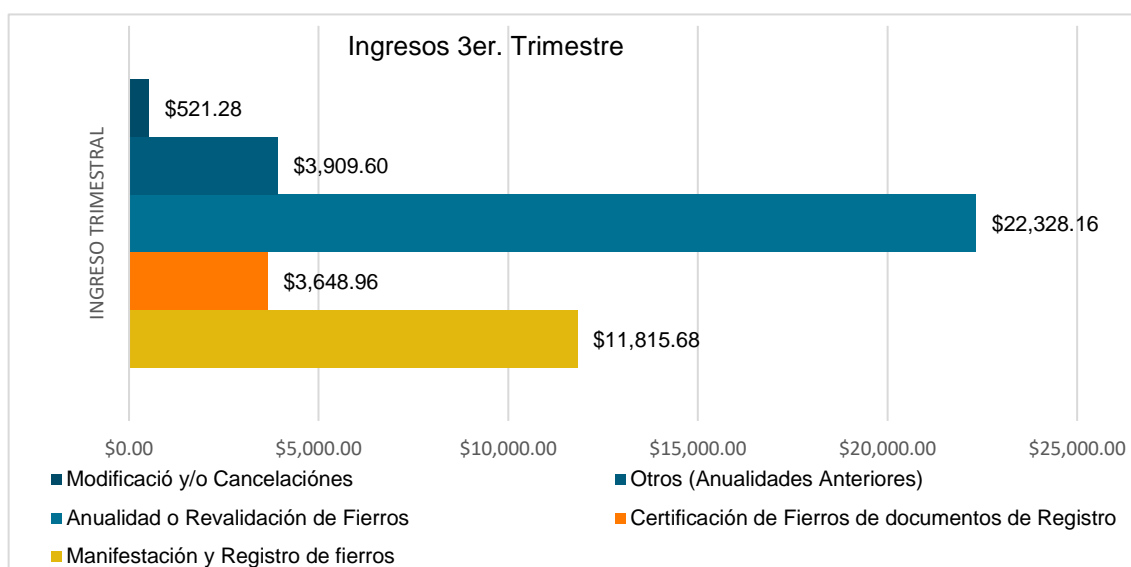 Ingresos 3er. Trimestre
INGRESO TRIMESTRAL
$521.28
$3,909.60
$22,328.16
$3,648.96
$11,815.68
$0.00 $5,000.00 $10,000.00 $15,000.00 $20,000.00 $25,000.00
Modificació y/o Cancelaciónes Otros (Anualidades Anteriores)
Anualidad o Revalidación de Fierros Certificación de Fierros de documentos de Registro
Manifestación y Registro de fierros